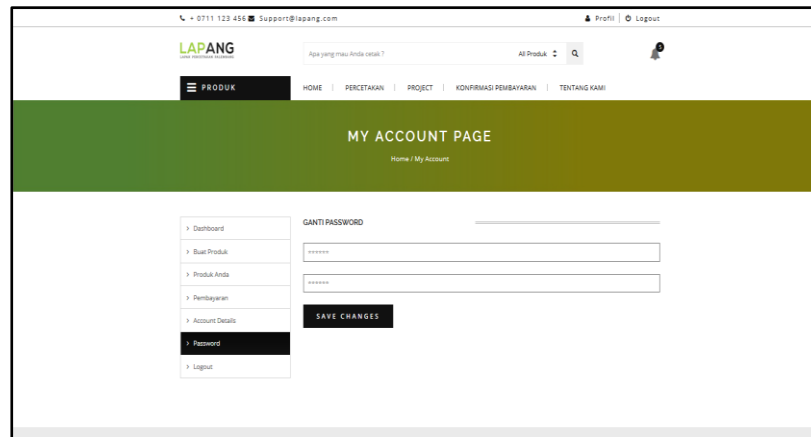 + 0711 123 456 Support@lapang.com
Profil Logout
LAPANG
Apa yang mau Anda cetak ?
All Produk
5
PRODUK
HOME | PERCETAKAN | PROJECT | KONFIRMASI PEMBAYARAN | TENTANG KAMI
MY ACCOUNT PAGE
Home / My Account
> Dashboard
> Buat Produk
> Produk Anda
> Pembayaran
> Account Details
> Password
> Logout
GANTI PASSWORD
******
******
SAVE CHANGES